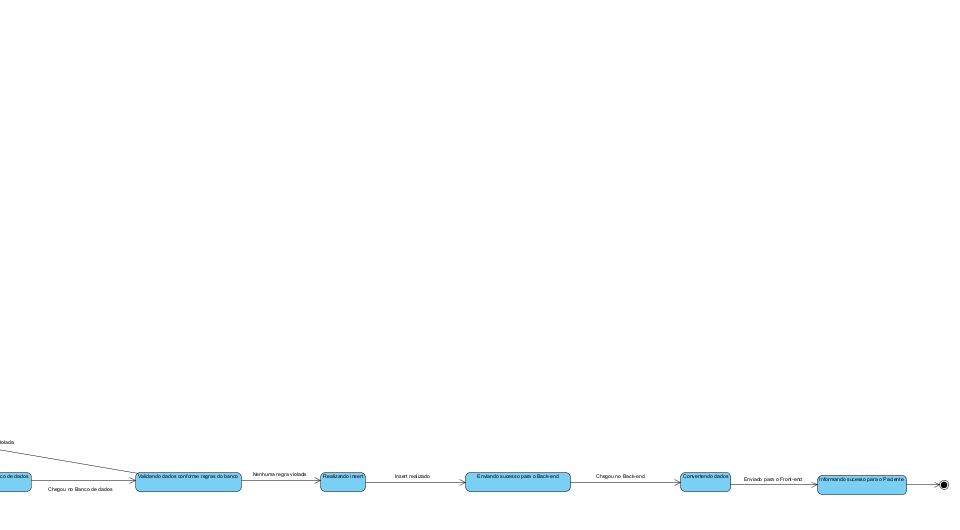 iolada
co de dados
Chegou no Banco de dados
Validando dados conforme regras do banco
Nenhuma regra violada
Realizando insert
Insert realizado
Enviando sucesso para o Back-end
Chegou no Back-end
Convertendo dados
Enviado para o Front-end
Informando sucesso para o Paciente